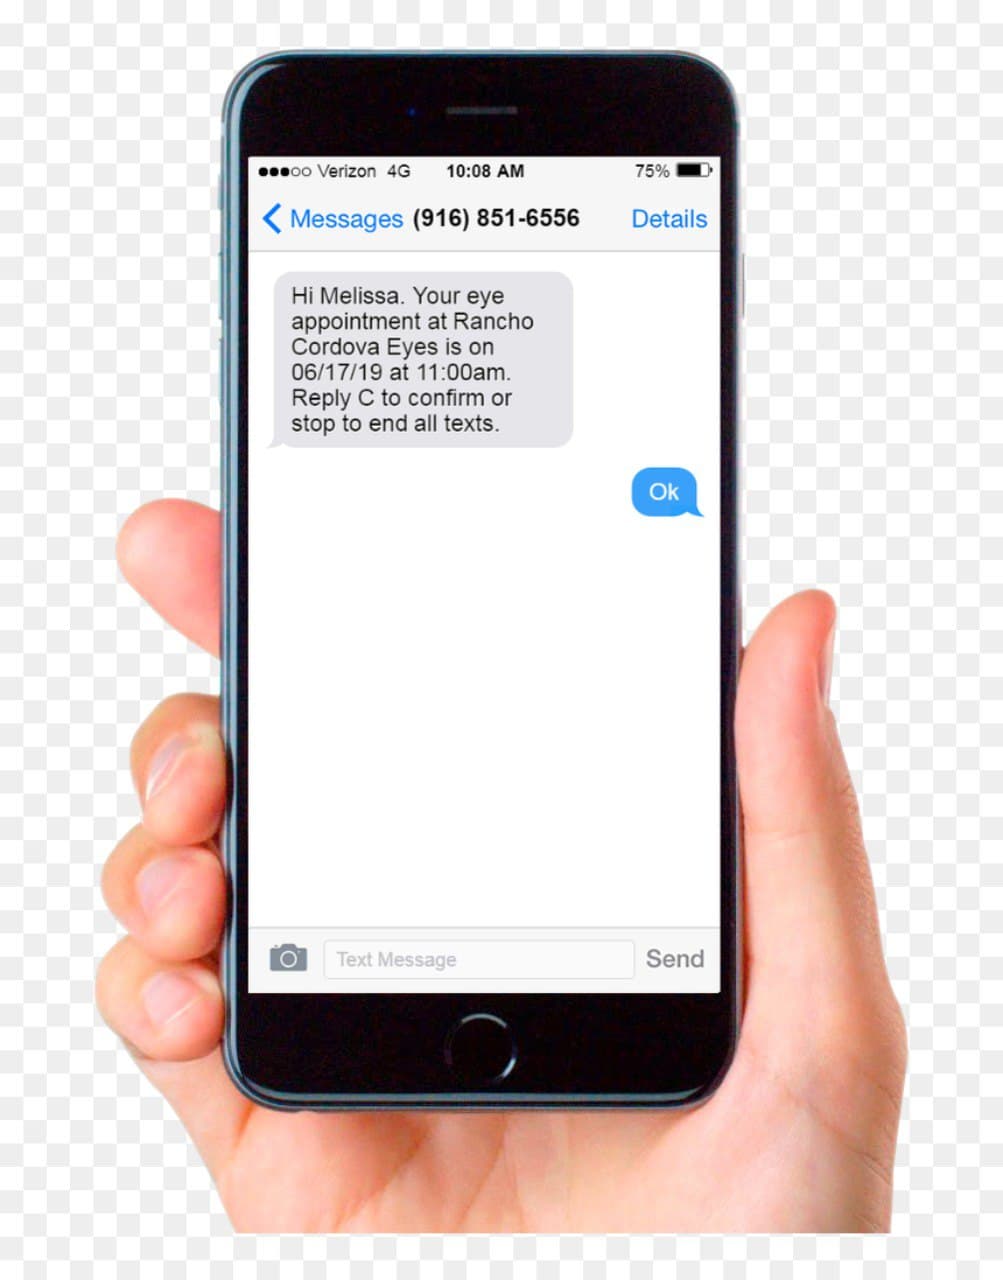 Verizon 4G 10:08 AM 75%
Messages (916) 851-6556 Details
Hi Melissa. Your eye
appointment at Rancho
Cordova Eyes is on
06/17/19 at 11:00am.
Reply C to confirm or
stop to end all texts.
Ok
Text Message Send